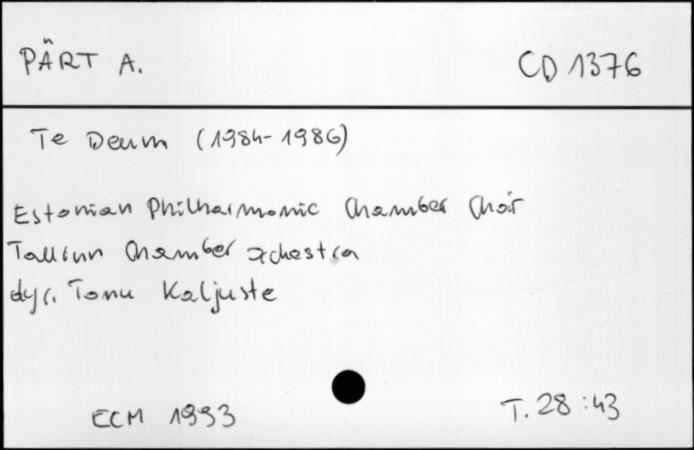 PÄRT A. CD 1376
Te Deum (1984-1986)
Estonian Philharmonic Chamber Chór
Tallinn Chamber orchestra
dyr. Tonu Kaljuste
ECM 1993 T. 28:43